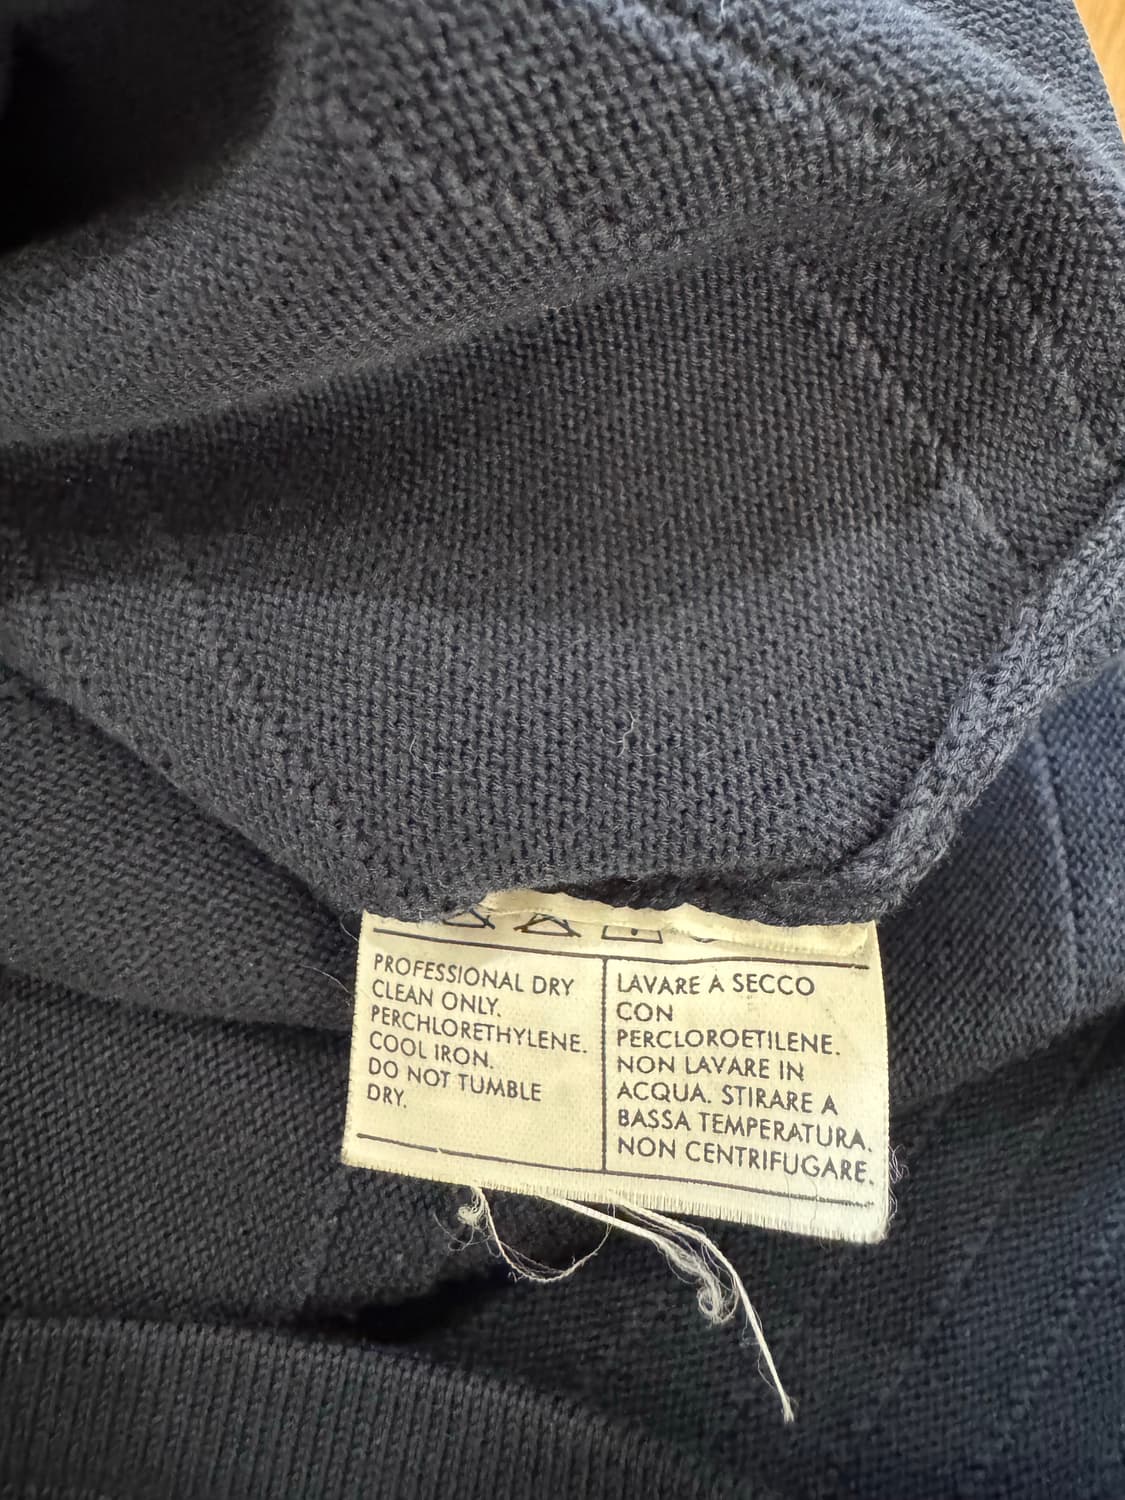 PROFESSIONAL DRY
CLEAN ONLY.
PERCHLORETHYLENE.
COOL IRON.
DO NOT TUMBLE
DRY.
LAVARE A SECCO
CON
PERCLOROETILENE.
NON LAVARE IN
ACQUA. STIRARE A
BASSA TEMPERATURA.
NON CENTRIFUGARE.